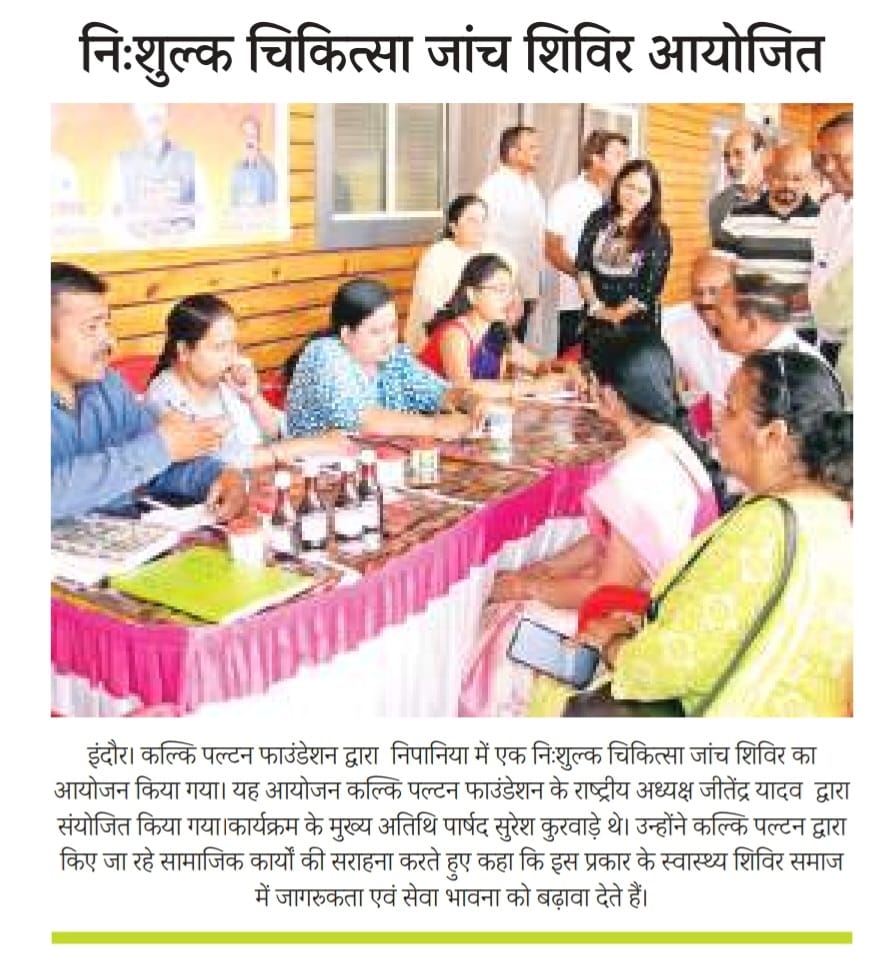 निःशुल्क चिकित्सा जांच शिविर आयोजित
इंदौर। कल्कि पल्टन फाउंडेशन द्वारा निपानिया में एक निःशुल्क चिकित्सा जांच शिविर का
आयोजन किया गया। यह आयोजन कल्कि पल्टन फाउंडेशन के राष्ट्रीय अध्यक्ष जीतेंद्र यादव द्वारा
संयोजित किया गया।कार्यक्रम के मुख्य अतिथि पार्षद सुरेश कुरवाड़े थे। उन्होंने कल्कि पल्टन द्वारा
किए जा रहे सामाजिक कार्यों की सराहना करते हुए कहा कि इस प्रकार के स्वास्थ्य शिविर समाज
में जागरुकता एवं सेवा भावना को बढ़ावा देते हैं।